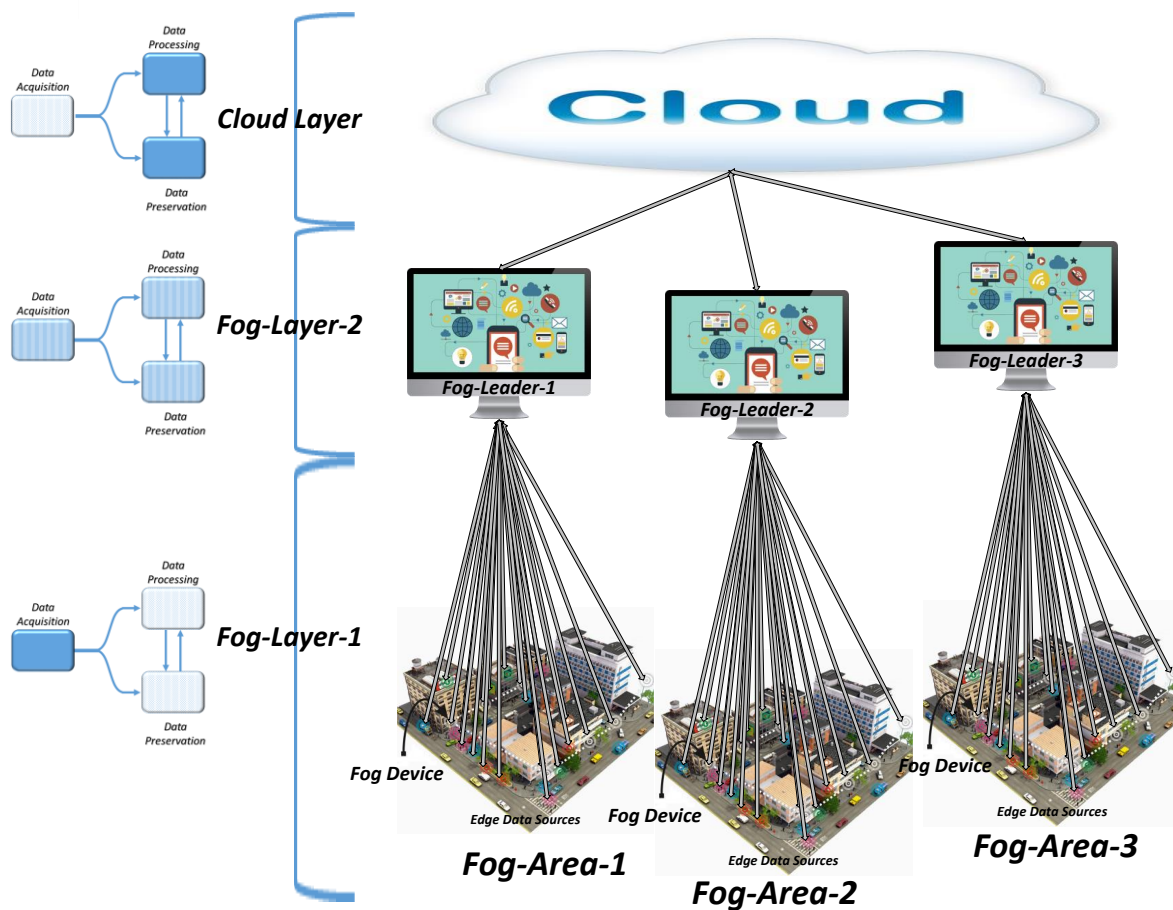 Data
Processing
Data
Acquisition
Data
Preservation
Cloud Layer
Cloud
Data
Processing
Data
Acquisition
Data
Preservation
Fog-Layer-2
Fog-Leader-1
Fog-Leader-2
Fog-Leader-3
Data
Processing
Data
Acquisition
Data
Preservation
Fog-Layer-1
Fog Device
Edge Data Sources
Fog-Area-1
Fog Device
Edge Data Sources
Fog-Area-2
Fog Device
Edge Data Sources
Fog-Area-3